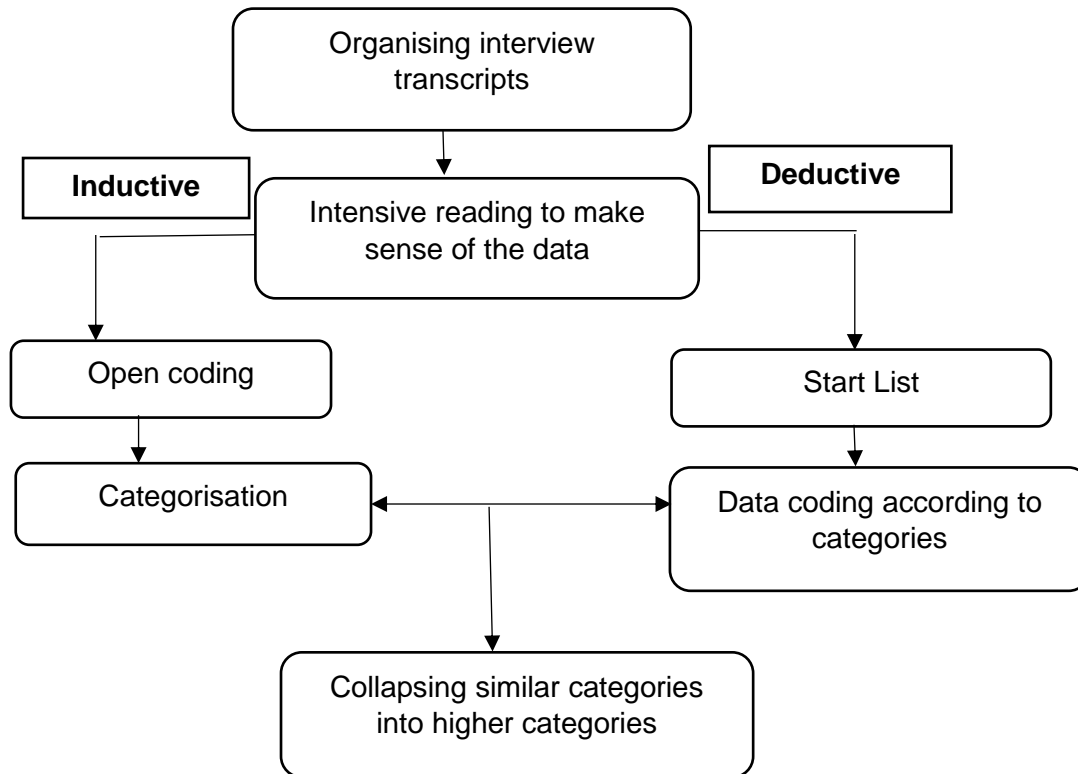 Organising interview
transcripts
Inductive
Deductive
Intensive reading to make
sense of the data
Open coding
Start List
Categorisation
Data coding according to
categories
Collapsing similar categories
into higher categories